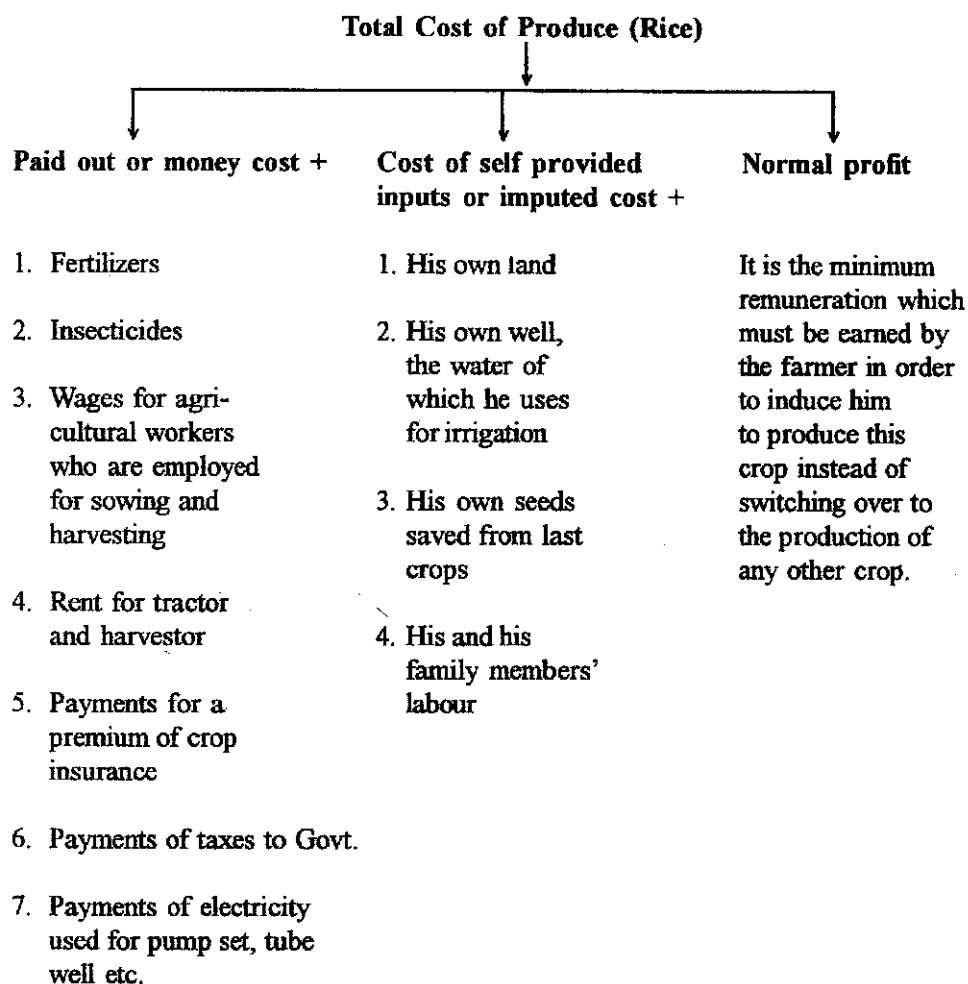 Total Cost of Produce (Rice)
Paid out or money cost +
1. Fertilizers
2. Insecticides
3. Wages for agri-
cultural workers
who are employed
for sowing and
harvesting
4. Rent for tractor
and harvestor
5. Payments for a
premium of crop
insurance
6. Payments of taxes to Govt.
7. Payments of electricity
used for pump set, tube
well etc.
Cost of self provided
inputs or imputed cost +
1. His own land
2. His own well,
the water of
which he uses
for irrigation
3. His own seeds
saved from last
crops
4. His and his
family members'
labour
Normal profit
It is the minimum
remuneration which
must be earned by
the farmer in order
to induce him
to produce this
crop instead of
switching over to
the production of
any other crop.